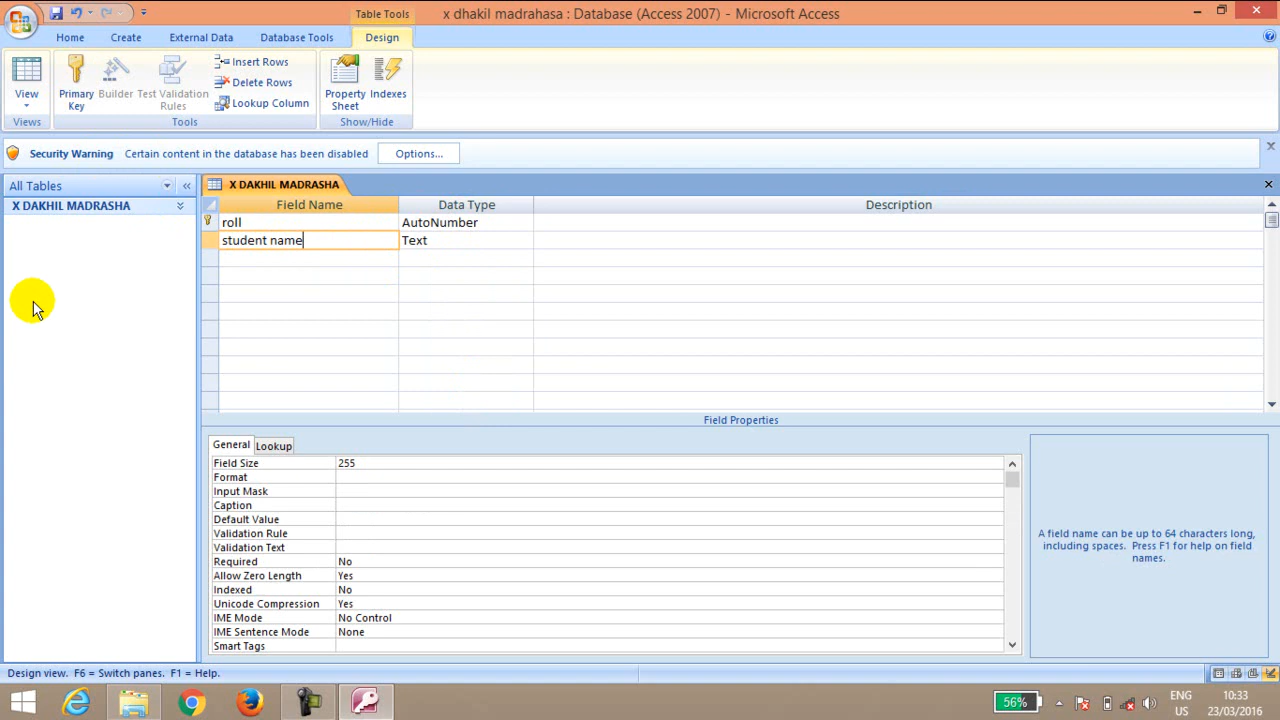 Table Tools
x dhakil madrahasa : Database (Access 2007) - Microsoft Access
Home
Create
External Data
Database Tools
Design
View
Primary Key
Builder
Test Validation Rules
Insert Rows
Delete Rows
Lookup Column
Property Sheet
Indexes
Views
Tools
Show/Hide
Security Warning
Certain content in the database has been disabled
Options...
All Tables
X DAKHIL MADRASHA
X DAKHIL MADRASHA
Field Name
Data Type
Description
roll
AutoNumber
student name
Text
Field Properties
General
Lookup
Field Size 255
Format
Input Mask
Caption
Default Value
Validation Rule
Validation Text
Required No
Allow Zero Length Yes
Indexed No
Unicode Compression Yes
IME Mode No Control
IME Sentence Mode None
Smart Tags
A field name can be up to 64 characters long,
including spaces. Press F1 for help on field
names.
Design view. F6 = Switch panes. F1 = Help.
56%
ENG
US
10:33
23/03/2016